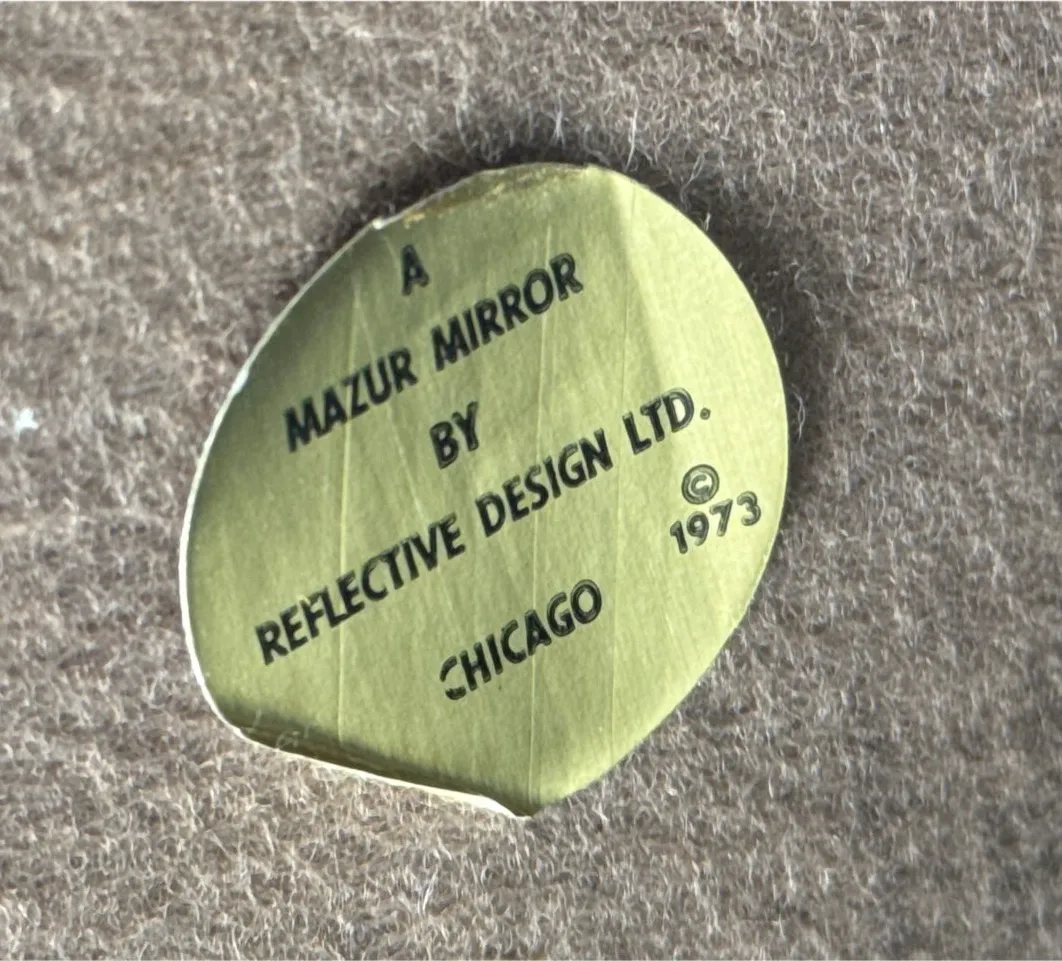 A
MAZUR MIRROR
BY
REFLECTIVE DESIGN LTD.
©
1973
CHICAGO